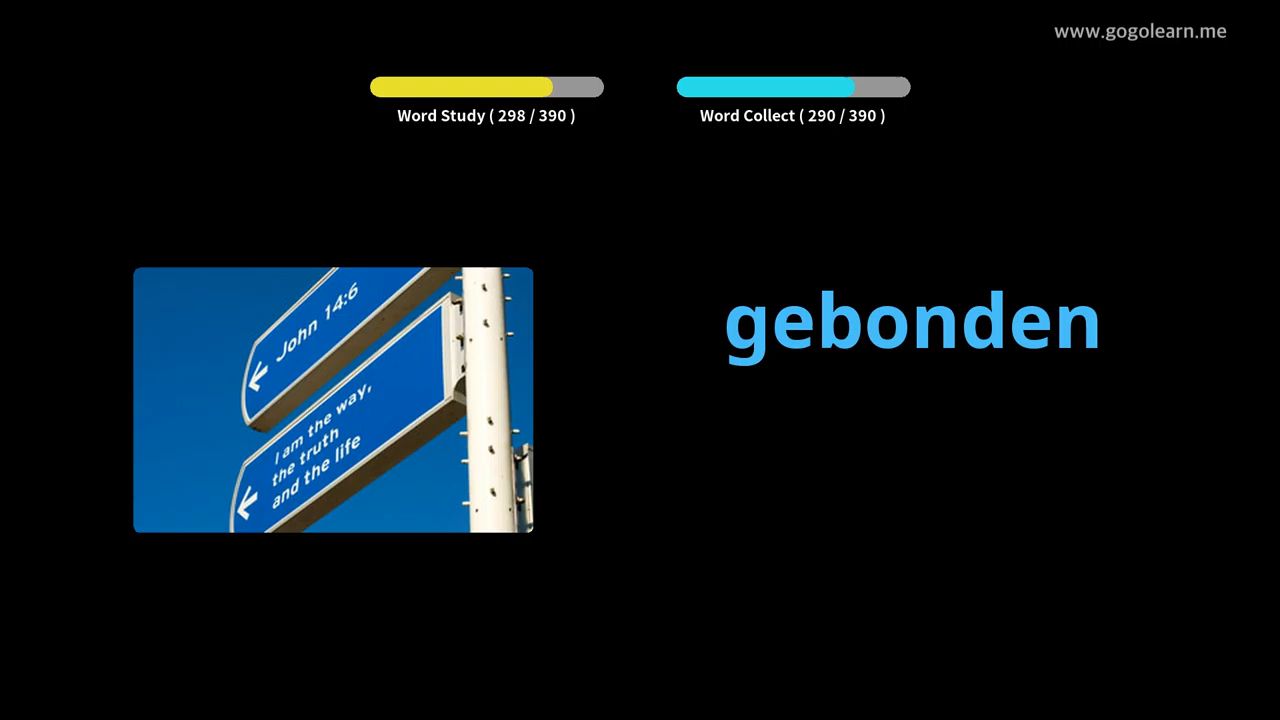 www.gogolearn.me
Word Study ( 298 / 390 )
Word Collect ( 290 / 390 )
John 14:6
I am the way,
the truth
and the life
gebonden